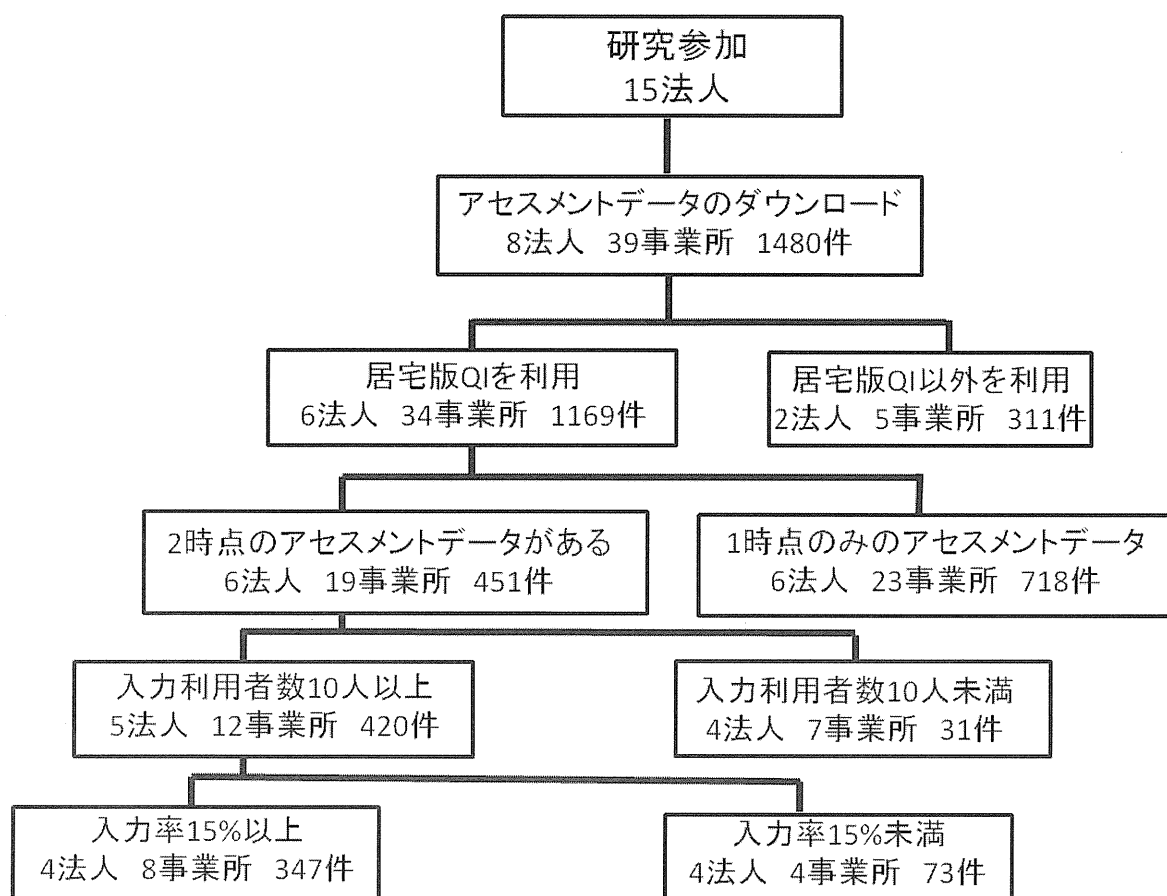 研究参加
15法人
アセスメントデータのダウンロード
8法人 39事業所 1480件
居宅版QIを利用
6法人 34事業所 1169件
居宅版QI以外を利用
2法人 5事業所 311件
2時点のアセスメントデータがある
6法人 19事業所 451件
1時点のみのアセスメントデータ
6法人 23事業所 718件
入力利用者数10人以上
5法人 12事業所 420件
入力利用者数10人未満
4法人 7事業所 31件
入力率15%以上
4法人 8事業所 347件
入力率15%未満
4法人 4事業所 73件